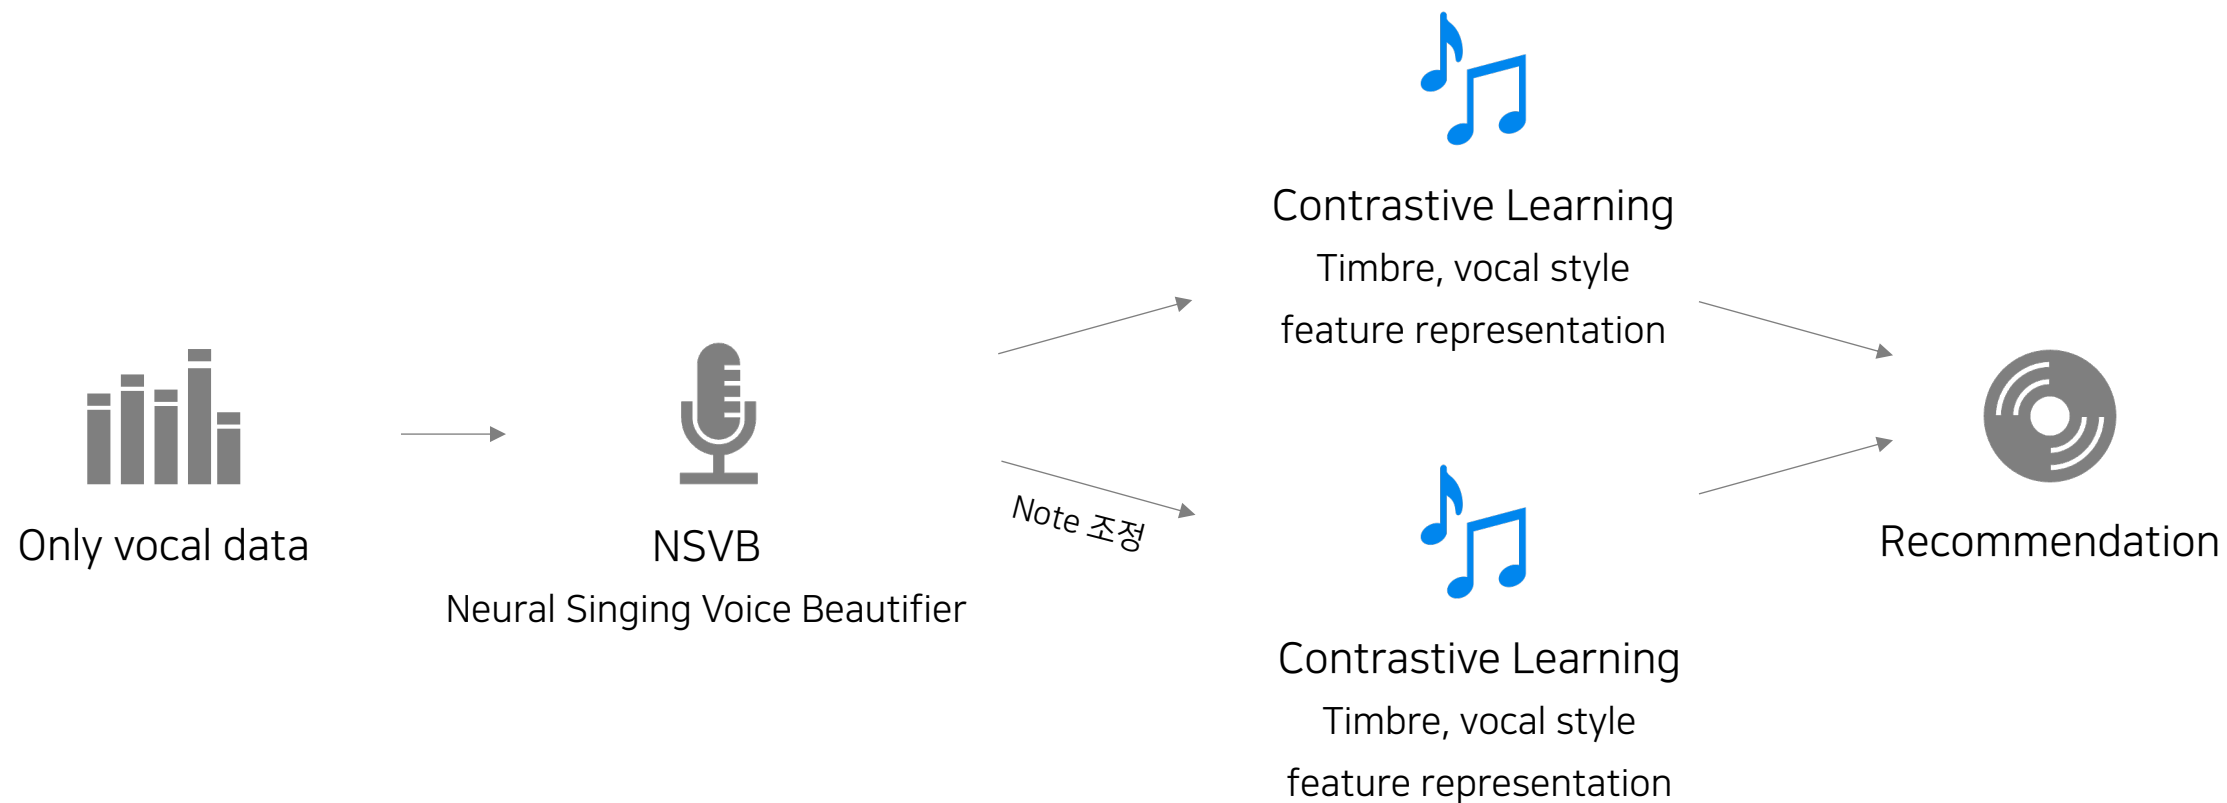 Only vocal data
NSVB
Neural Singing Voice Beautifier
Note 조정
Contrastive Learning
Timbre, vocal style
feature representation
Contrastive Learning
Timbre, vocal style
feature representation
Recommendation